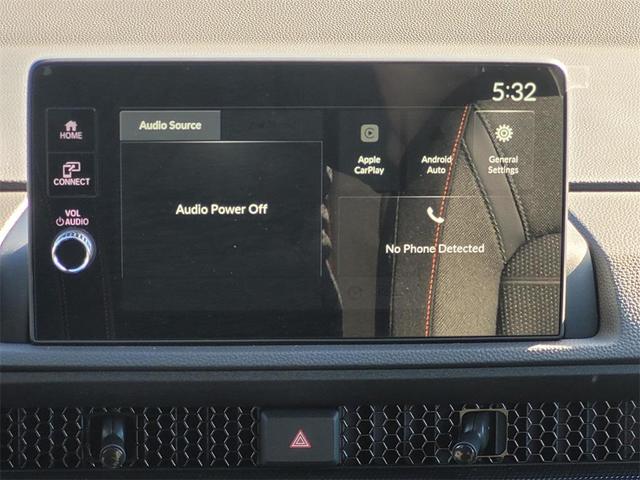 5:32
HOME
Audio Source
Apple
CarPlay
Android
Auto
General
Settings
CONNECT
VOL
AUDIO
Audio Power Off
No Phone Detected